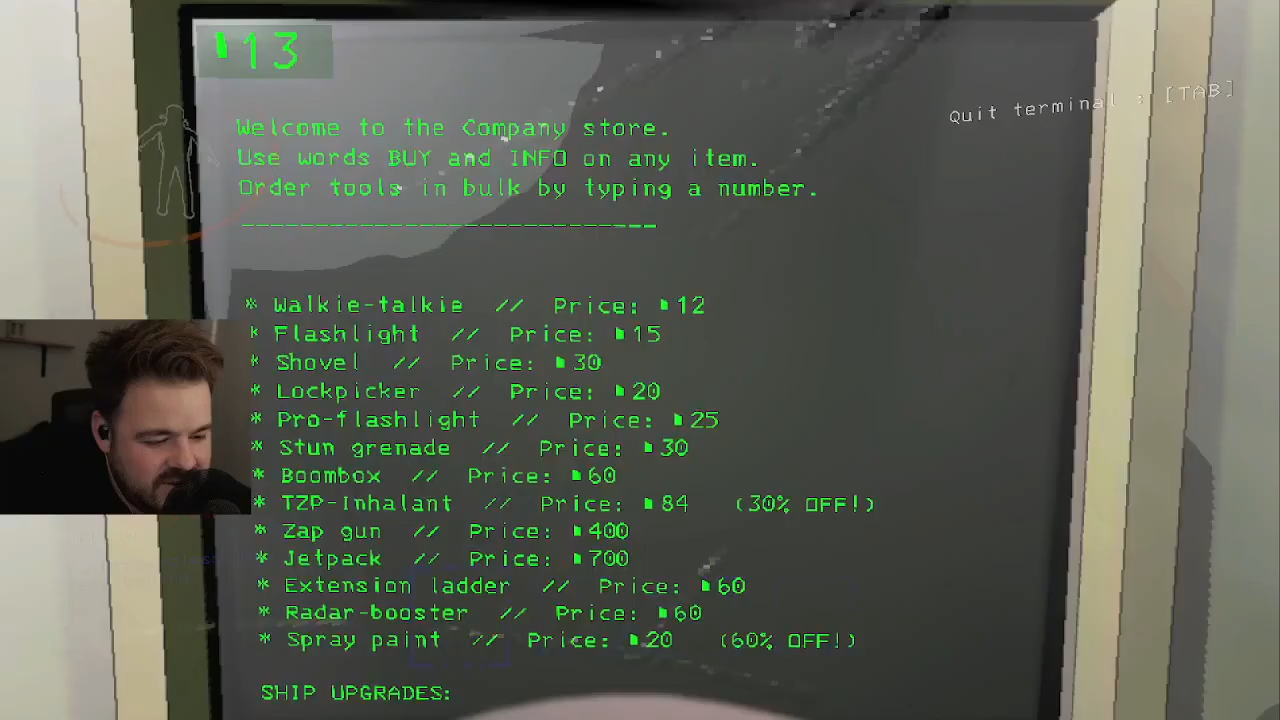 ▮13
Quit terminal : [TAB]
Welcome to the Company store.
Use words BUY and INFO on any item.
Order tools in bulk by typing a number.
----------------------------
* Walkie-talkie // Price: ▮12
* Flashlight // Price: ▮15
* Shovel // Price: ▮30
* Lockpicker // Price: ▮20
* Pro-flashlight // Price: ▮25
* Stun grenade // Price: ▮30
* Boombox // Price: ▮60
* TZP-Inhalant // Price: ▮84 (30% OFF!)
* Zap gun // Price: ▮400
* Jetpack // Price: ▮700
* Extension ladder // Price: ▮60
* Radar-booster // Price: ▮60
* Spray paint // Price: ▮20 (60% OFF!)
SHIP UPGRADES: